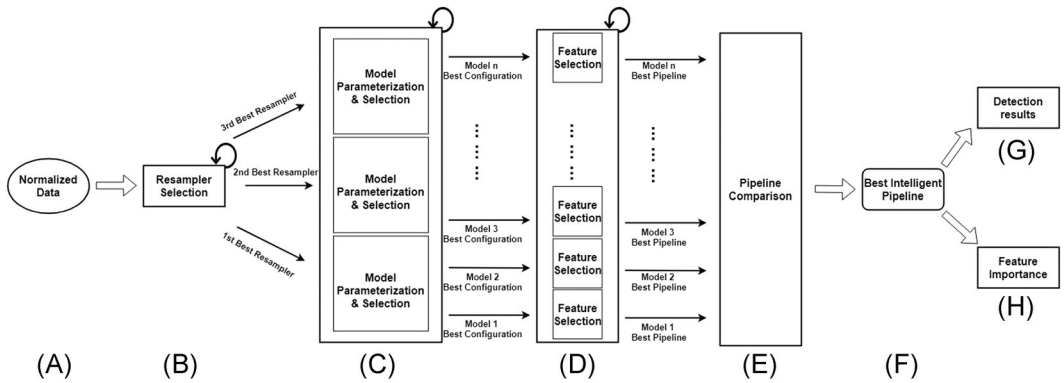 Normalized
Data
(A)
Resampler
Selection
(B)
3rd Best Resampler
2nd Best Resampler
1st Best Resampler
Model
Parameterization
& Selection
Model
Parameterization
& Selection
Model
Parameterization
& Selection
(C)
Model n
Best Configuration
Model 3
Best Configuration
Model 2
Best Configuration
Model 1
Best Configuration
Feature
Selection
Feature
Selection
Feature
Selection
Feature
Selection
(D)
Model n
Best Pipeline
Model 3
Best Pipeline
Model 2
Best Pipeline
Model 1
Best Pipeline
Pipeline
Comparison
(E)
Best Intelligent
Pipeline
(F)
Detection
results
(G)
Feature
Importance
(H)